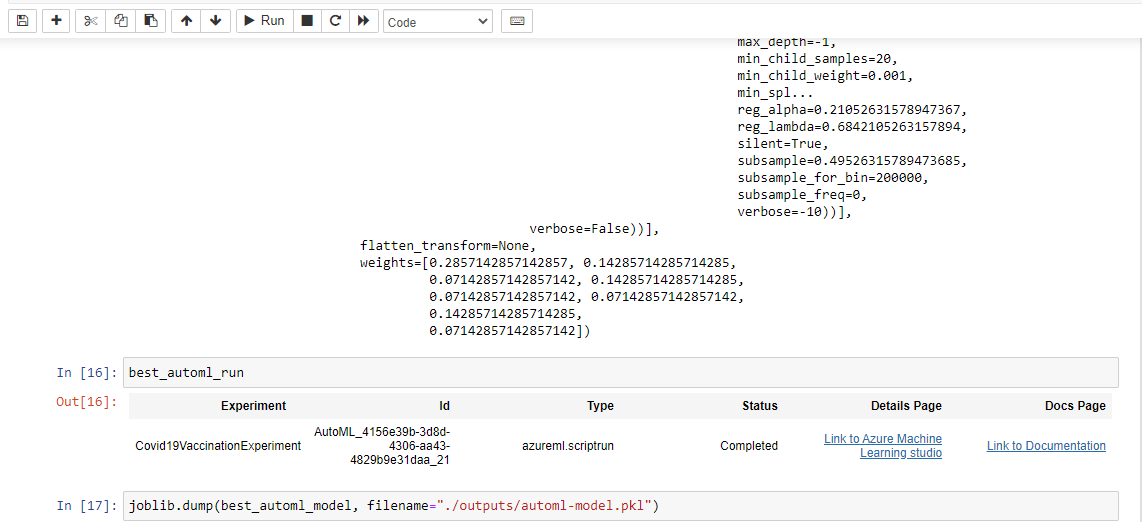 Run
Code
max_depth=-1,
min_child_samples=20,
min_child_weight=0.001,
min_spl...
reg_alpha=0.21052631578947367,
reg_lambda=0.6842105263157894,
silent=True,
subsample=0.49526315789473685,
subsample_for_bin=200000,
subsample_freq=0,
verbose=-10))],
verbose=False))],
flatten_transform=None,
weights=[0.2857142857142857, 0.14285714285714285,
0.07142857142857142, 0.14285714285714285,
0.07142857142857142, 0.07142857142857142,
0.14285714285714285,
0.07142857142857142])
In [16]: best_automl_run
Out[16]:
Experiment Id Type Status Details Page Docs Page
Covid19VaccinationExperiment AutoML_4156e39b-3d8d-
4306-aa43-
4829b9e31daa_21 azureml.scriptrun Completed Link to Azure Machine
Learning studio Link to Documentation
In [17]: joblib.dump(best_automl_model, filename="./outputs/automl-model.pkl")